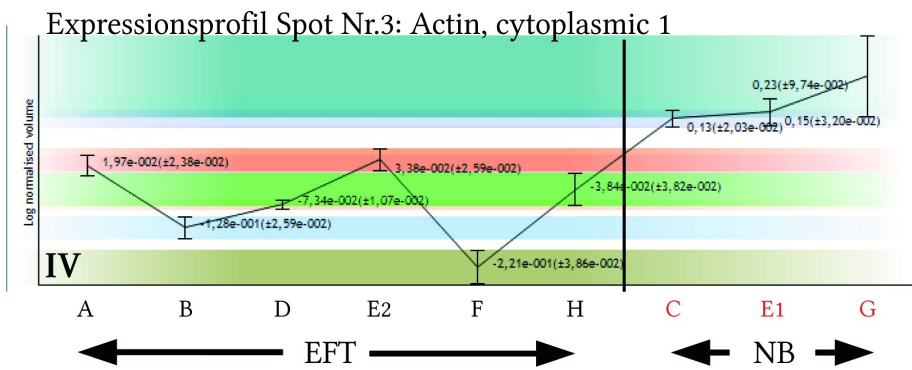 Expressionsprofil Spot Nr.3: Actin, cytoplasmic 1
Log normalised volume
1,97e-002(±2,38e-002)
-1,28e-001(±2,59e-002)
-7,34e-002(±1,07e-002)
3,38e-002(±2,59e-002)
-2,21e-001(±3,86e-002)
-3,84e-002(±3,82e-002)
0,13(±2,03e-002)
0,15(±3,20e-002)
0,23(±9,74e-002)
IV
A B D E2 F H C E1 G
EFT NB